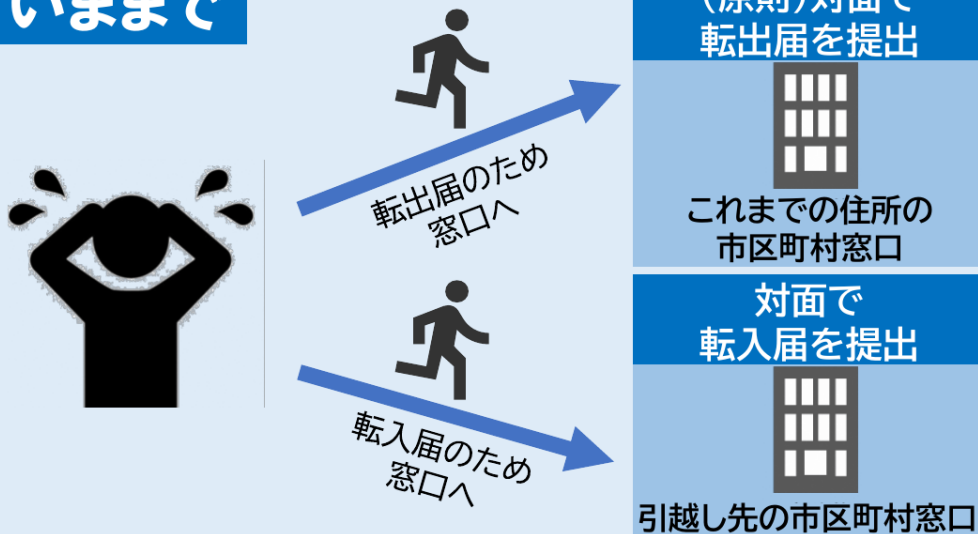 いままで
(原則)対面で
転出届を提出
転出届のため
窓口へ
これまでの住所の
市区町村窓口
対面で
転入届を提出
転入届のため
窓口へ
引越し先の市区町村窓口